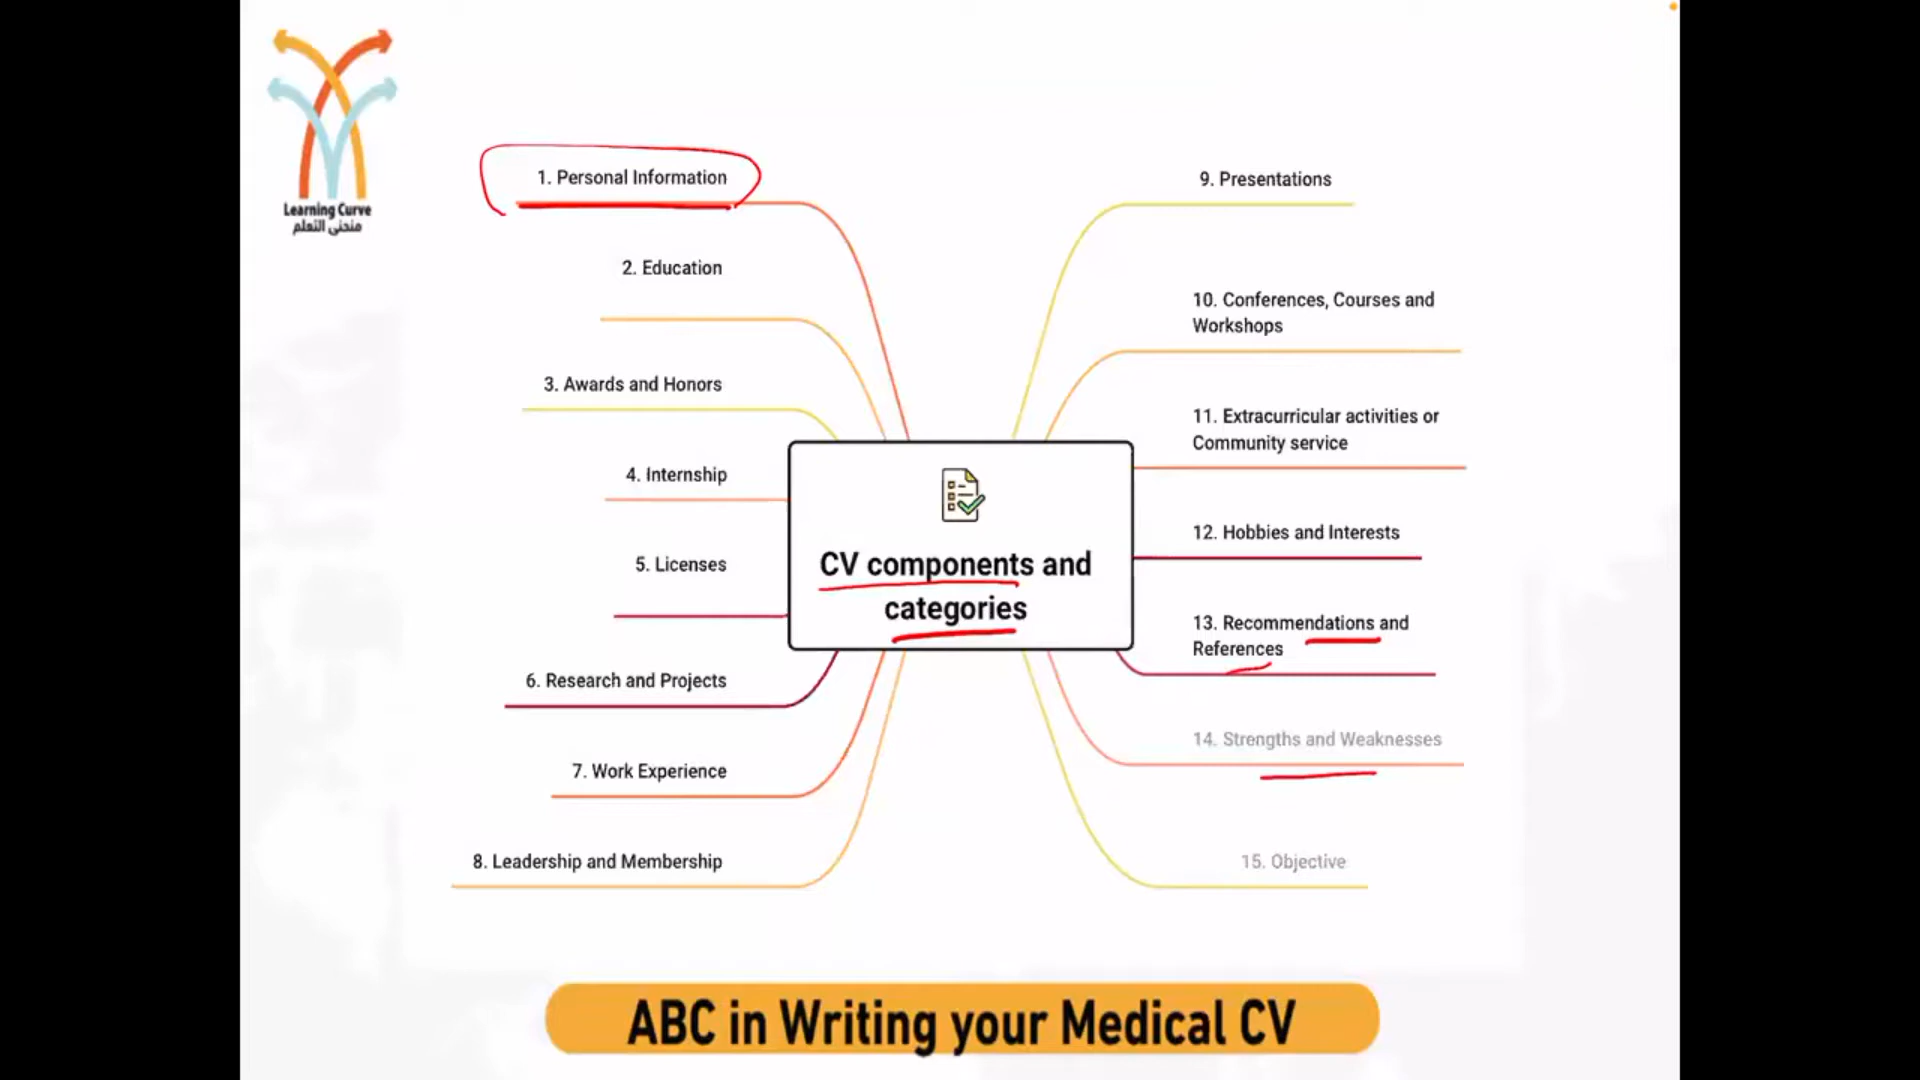 Learning Curve
منحنى التعلم
1. Personal Information
2. Education
3. Awards and Honors
4. Internship
5. Licenses
6. Research and Projects
7. Work Experience
8. Leadership and Membership
CV components and
categories
9. Presentations
10. Conferences, Courses and
Workshops
11. Extracurricular activities or
Community service
12. Hobbies and Interests
13. Recommendations and
References
14. Strengths and Weaknesses
15. Objective
ABC in Writing your Medical CV